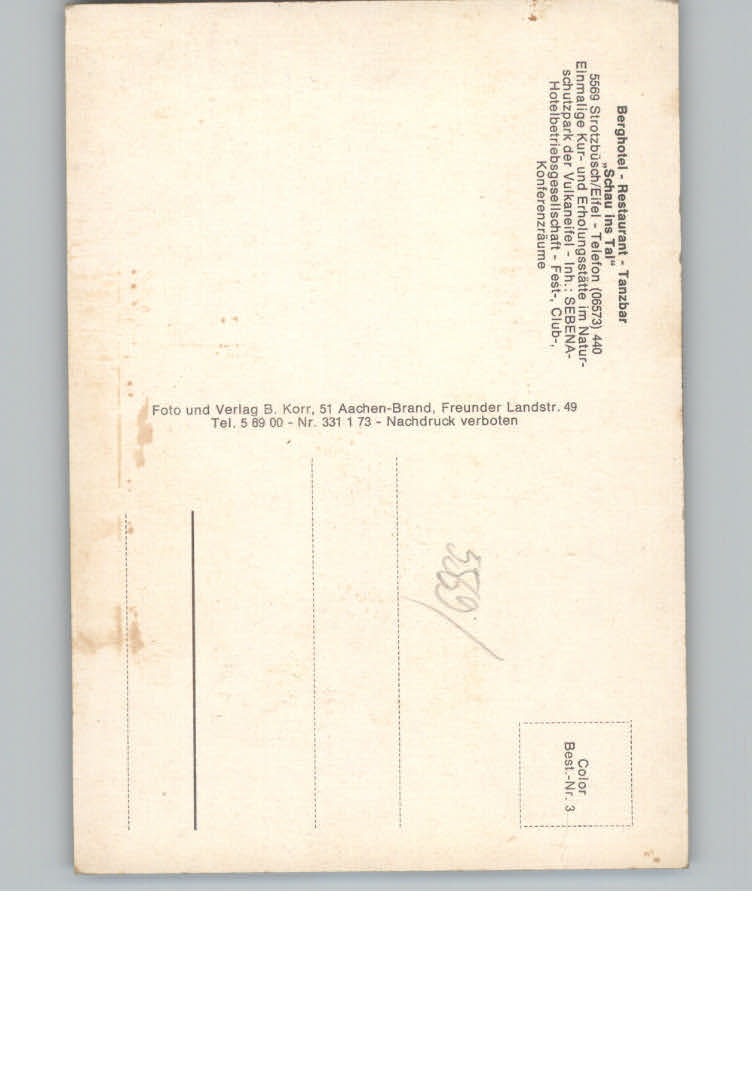 Berghotel - Restaurant - Tanzbar
„Schau ins Tal“
5569 Strotzbüsch/Eifel - Telefon (06573) 440
Einmalige Kur- und Erholungsstätte im Natur-
schutzpark der Vulkaneifel - Inh.: SEBENA-
Hotelbetriebsgesellschaft - Fest-, Club-,
Konferenzräume
Foto und Verlag B. Korr, 51 Aachen-Brand, Freunder Landstr. 49
Tel. 5 89 00 - Nr. 331 1 73 - Nachdruck verboten
Color
Best.-Nr. 3